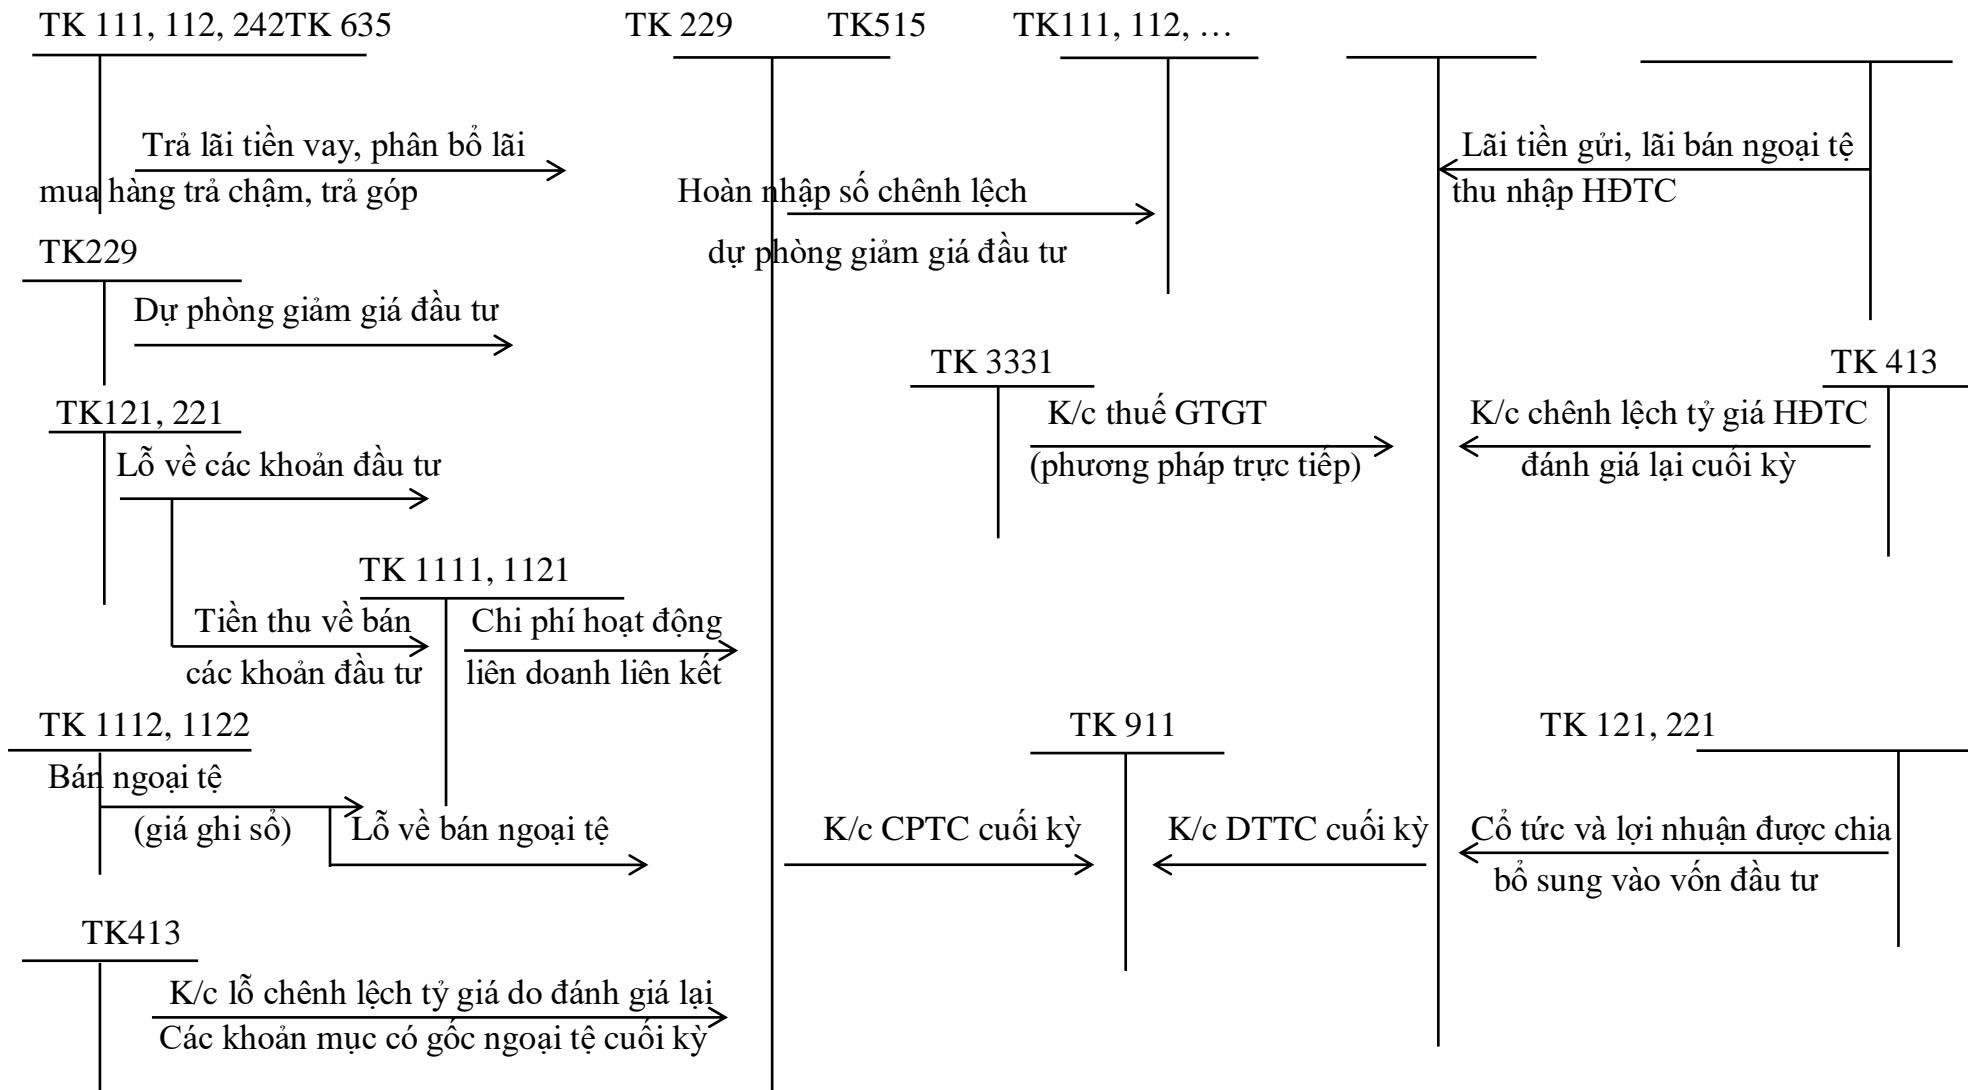 TK 111, 112, 242TK 635 TK 229 TK515 TK111, 112, …
Trả lãi tiền vay, phân bổ lãi
mua hàng trả chậm, trả góp
Hoàn nhập số chênh lệch
dự phòng giảm giá đầu tư
Lãi tiền gửi, lãi bán ngoại tệ
thu nhập HĐTC
TK229
Dự phòng giảm giá đầu tư
TK 3331
K/c thuế GTGT
(phương pháp trực tiếp)
TK 413
K/c chênh lệch tỷ giá HĐTC
đánh giá lại cuối kỳ
TK121, 221
Lỗ về các khoản đầu tư
TK 1111, 1121
Tiền thu về bán
các khoản đầu tư
Chi phí hoạt động
liên doanh liên kết
TK 1112, 1122
Bán ngoại tệ
(giá ghi sổ)
Lỗ về bán ngoại tệ
TK 911
K/c CPTC cuối kỳ
K/c DTTC cuối kỳ
TK 121, 221
Cổ tức và lợi nhuận được chia
bổ sung vào vốn đầu tư
TK413
K/c lỗ chênh lệch tỷ giá do đánh giá lại
Các khoản mục có gốc ngoại tệ cuối kỳ